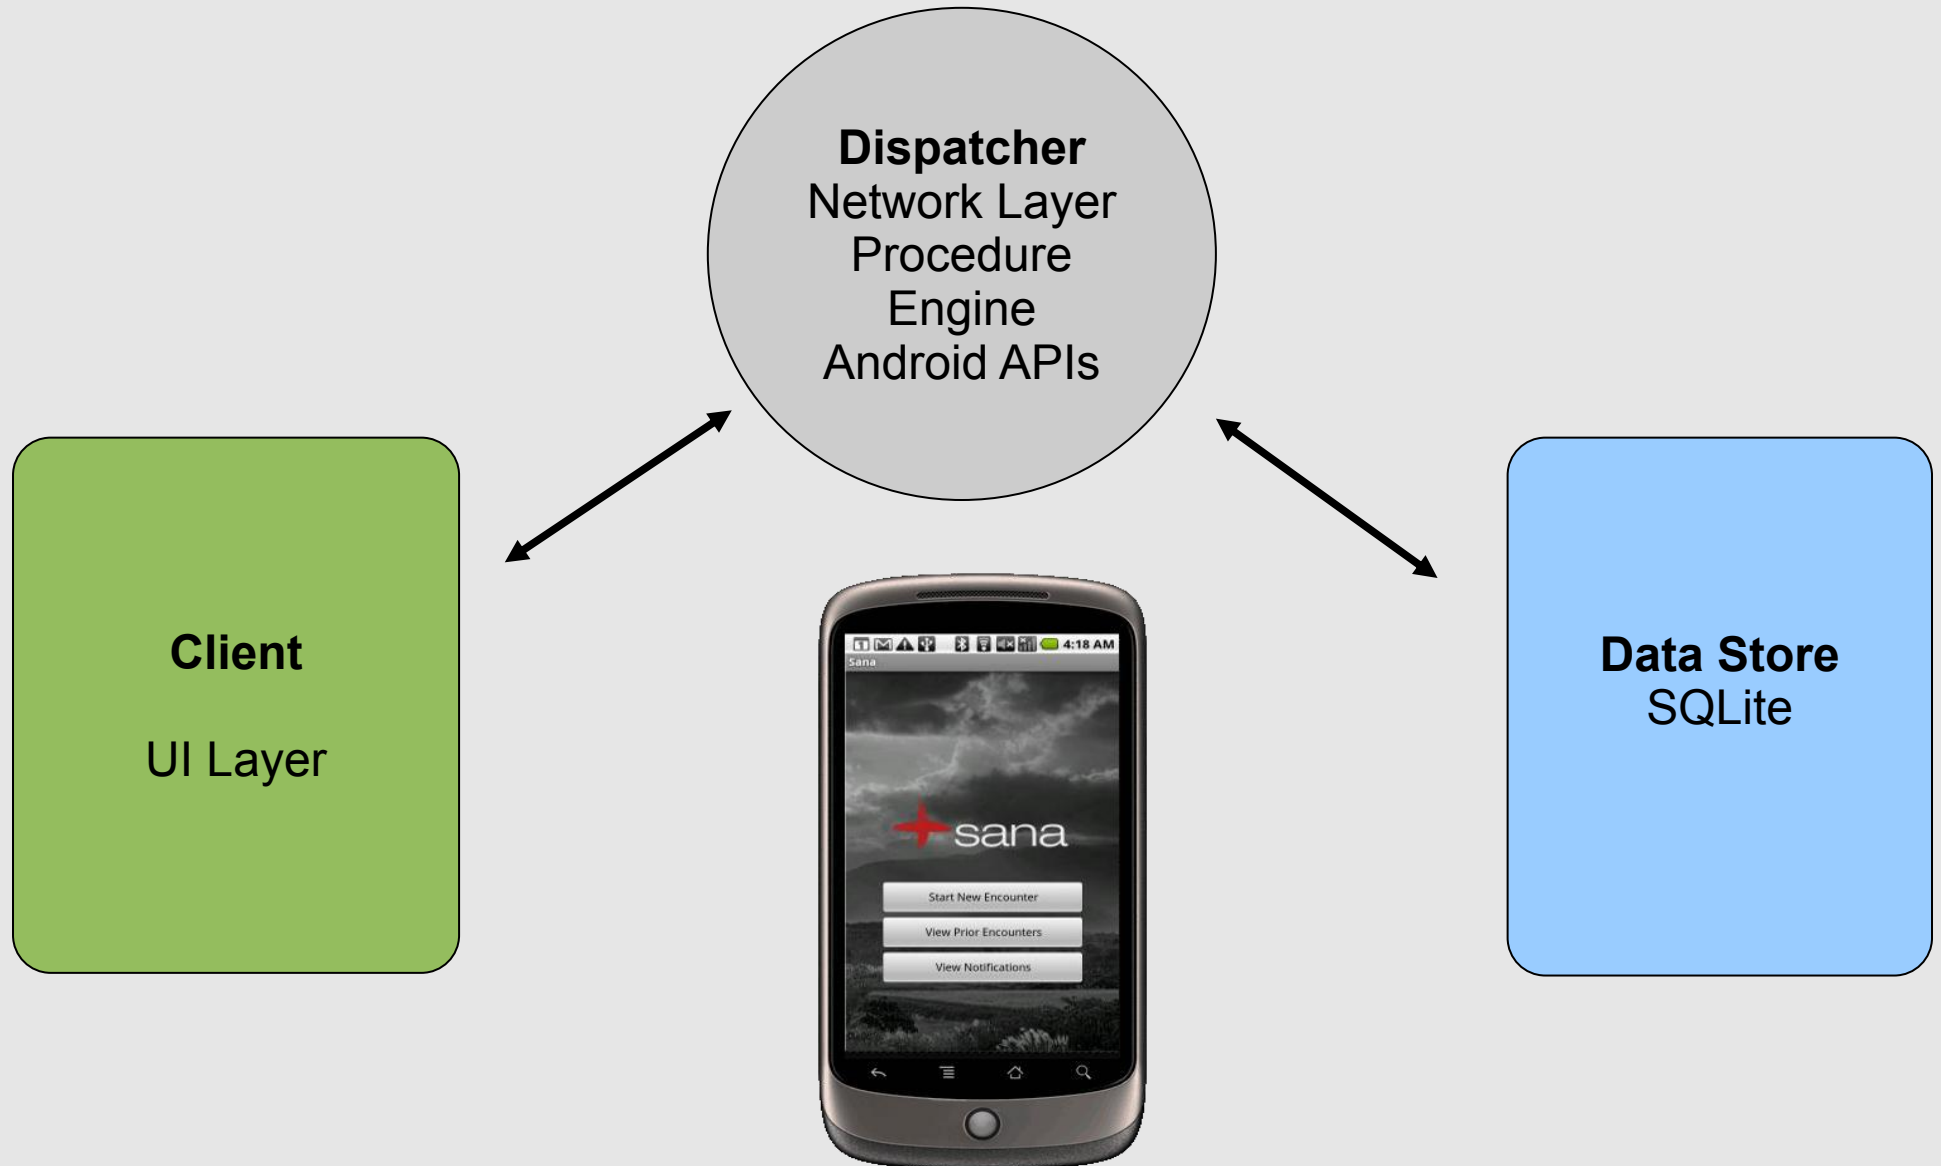 Dispatcher
Network Layer
Procedure
Engine
Android APIs
Client
UI Layer
Data Store
SQLite
4:18 AM
Sana
sana
Start New Encounter
View Prior Encounters
View Notifications